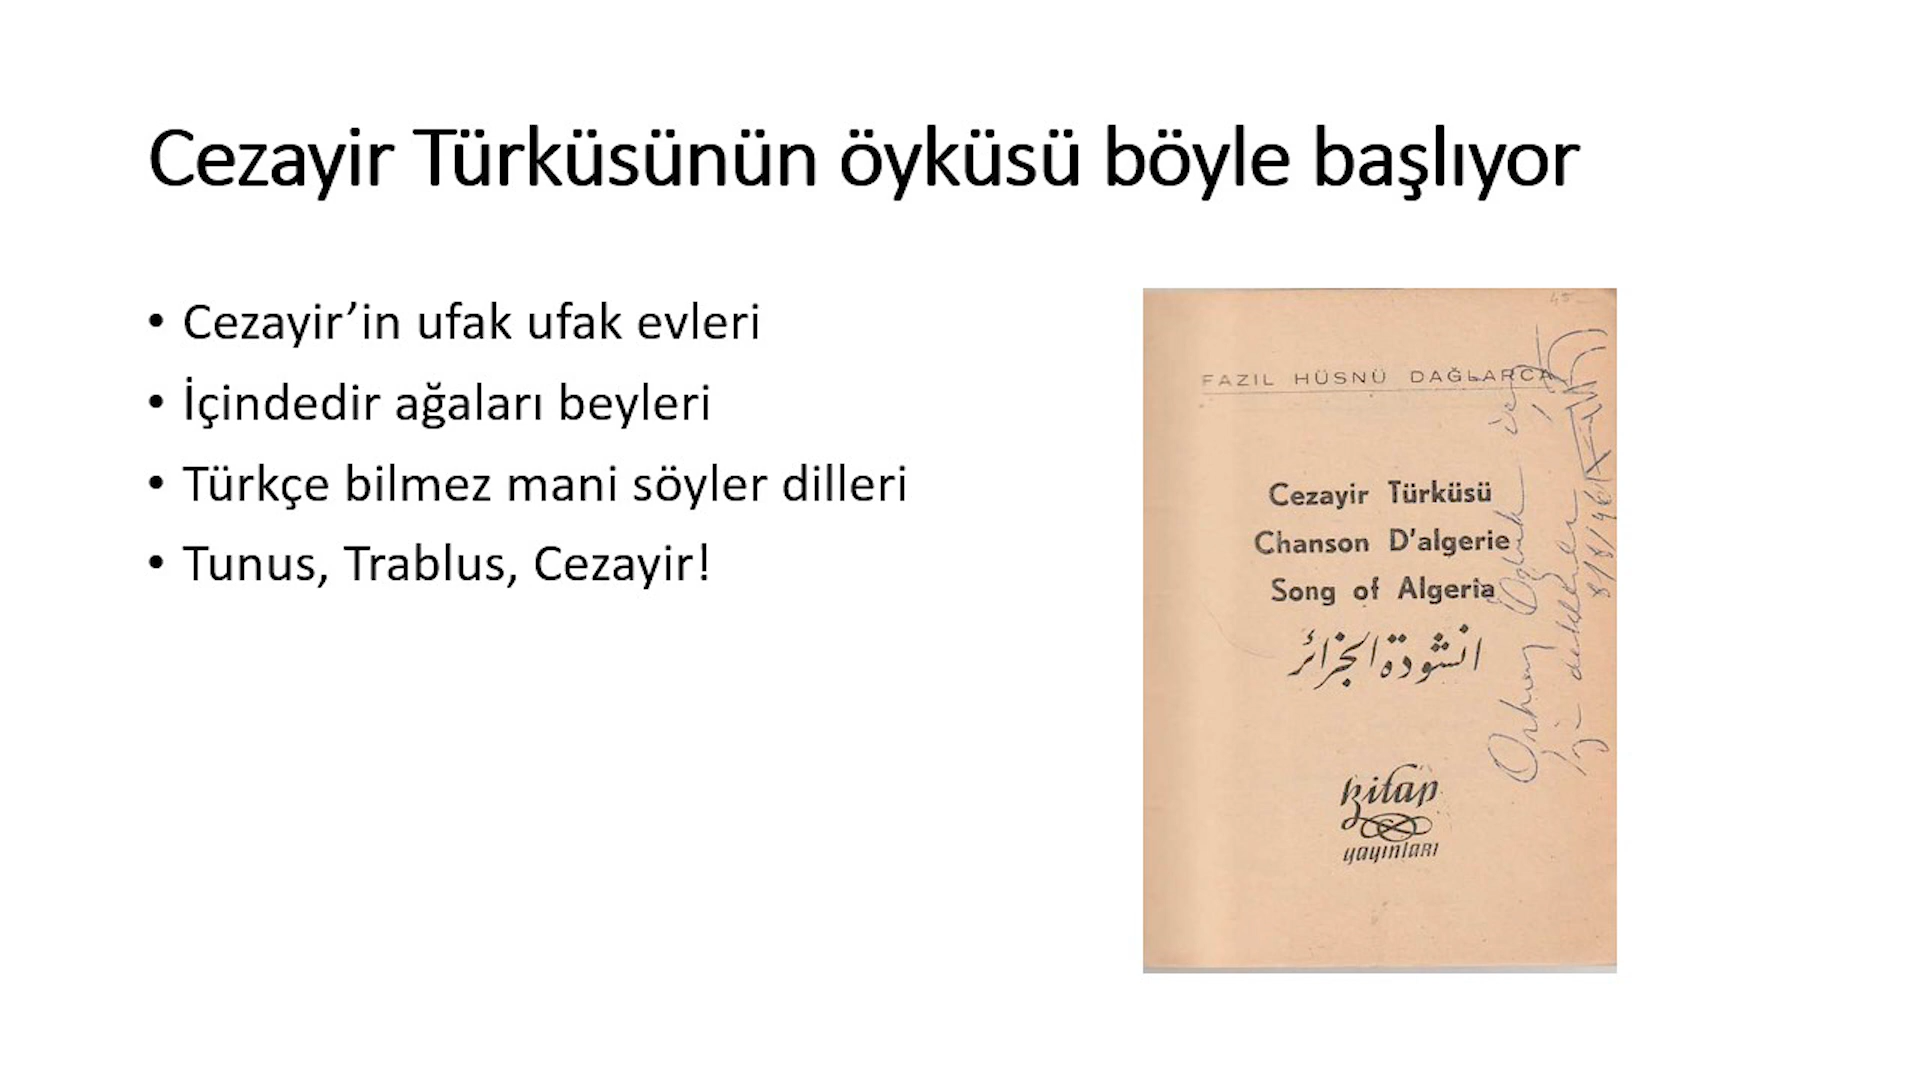 Cezayir Türküsünün öyküsü böyle başlıyor
• Cezayir’in ufak ufak evleri
• İçindedir ağaları beyleri
• Türkçe bilmez mani söyler dilleri
• Tunus, Trablus, Cezayir!
FAZIL HÜSNÜ DAĞLARCA
Cezayir Türküsü
Chanson D'algerie
Song of Algeria
انشودة الجزائر
kitap
yayınları
Orhan